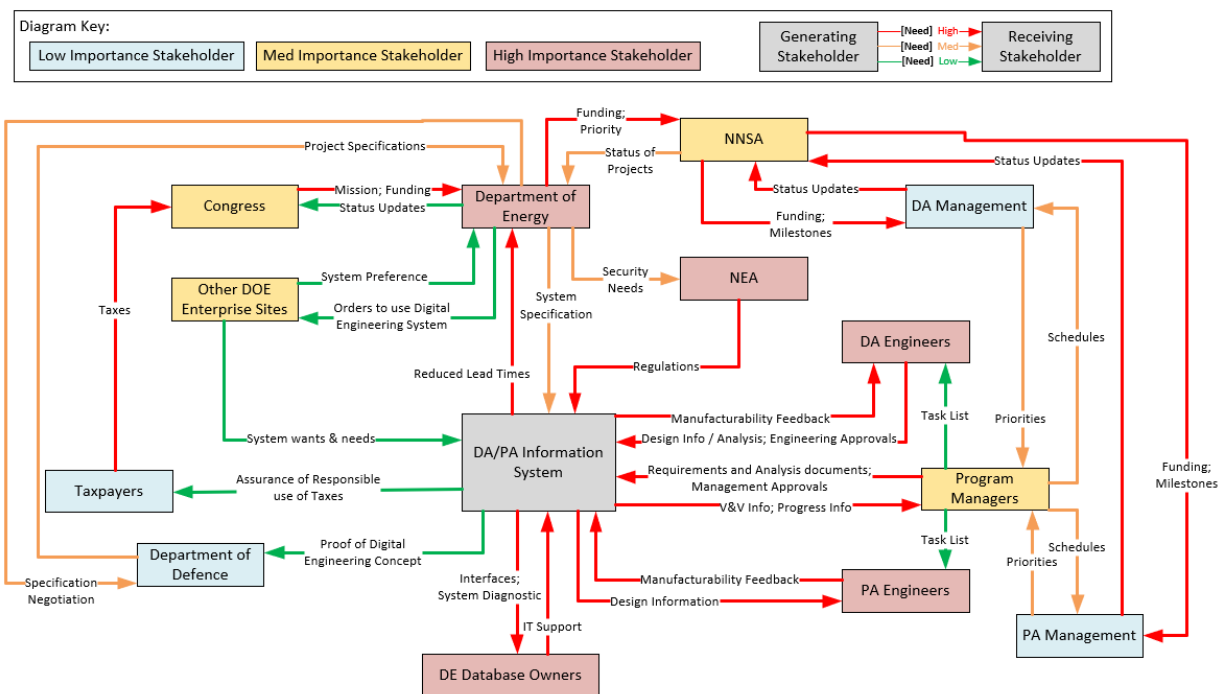 Diagram Key:
Low Importance Stakeholder
Med Importance Stakeholder
High Importance Stakeholder
Generating
Stakeholder
[Need] High
[Need] Med
[Need] Low
Receiving
Stakeholder
Funding;
Priority
NNSA
Project Specifications
Status of
Projects
Status Updates
Mission; Funding
Congress
Status Updates
Department of
Energy
Status Updates
DA Management
Funding;
Milestones
System Preference
Security
Needs
NEA
Other DOE
Enterprise Sites
Taxes
System
Specification
Orders to use Digital
Engineering System
DA Engineers
Schedules
Reduced Lead Times
Regulations
Manufacturability Feedback
Task List
Priorities
System wants & needs
Design Info / Analysis; Engineering Approvals
DA/PA Information
System
Requirements and Analysis documents;
Management Approvals
Program
Managers
Funding;
Milestones
Taxpayers
Assurance of Responsible
use of Taxes
V&V Info; Progress Info
Task List
Schedules
Proof of Digital
Engineering Concept
Department of
Defence
Priorities
Specification
Negotiation
Interfaces;
System Diagnostic
Manufacturability Feedback
Design Information
PA Engineers
IT Support
PA Management
DE Database Owners